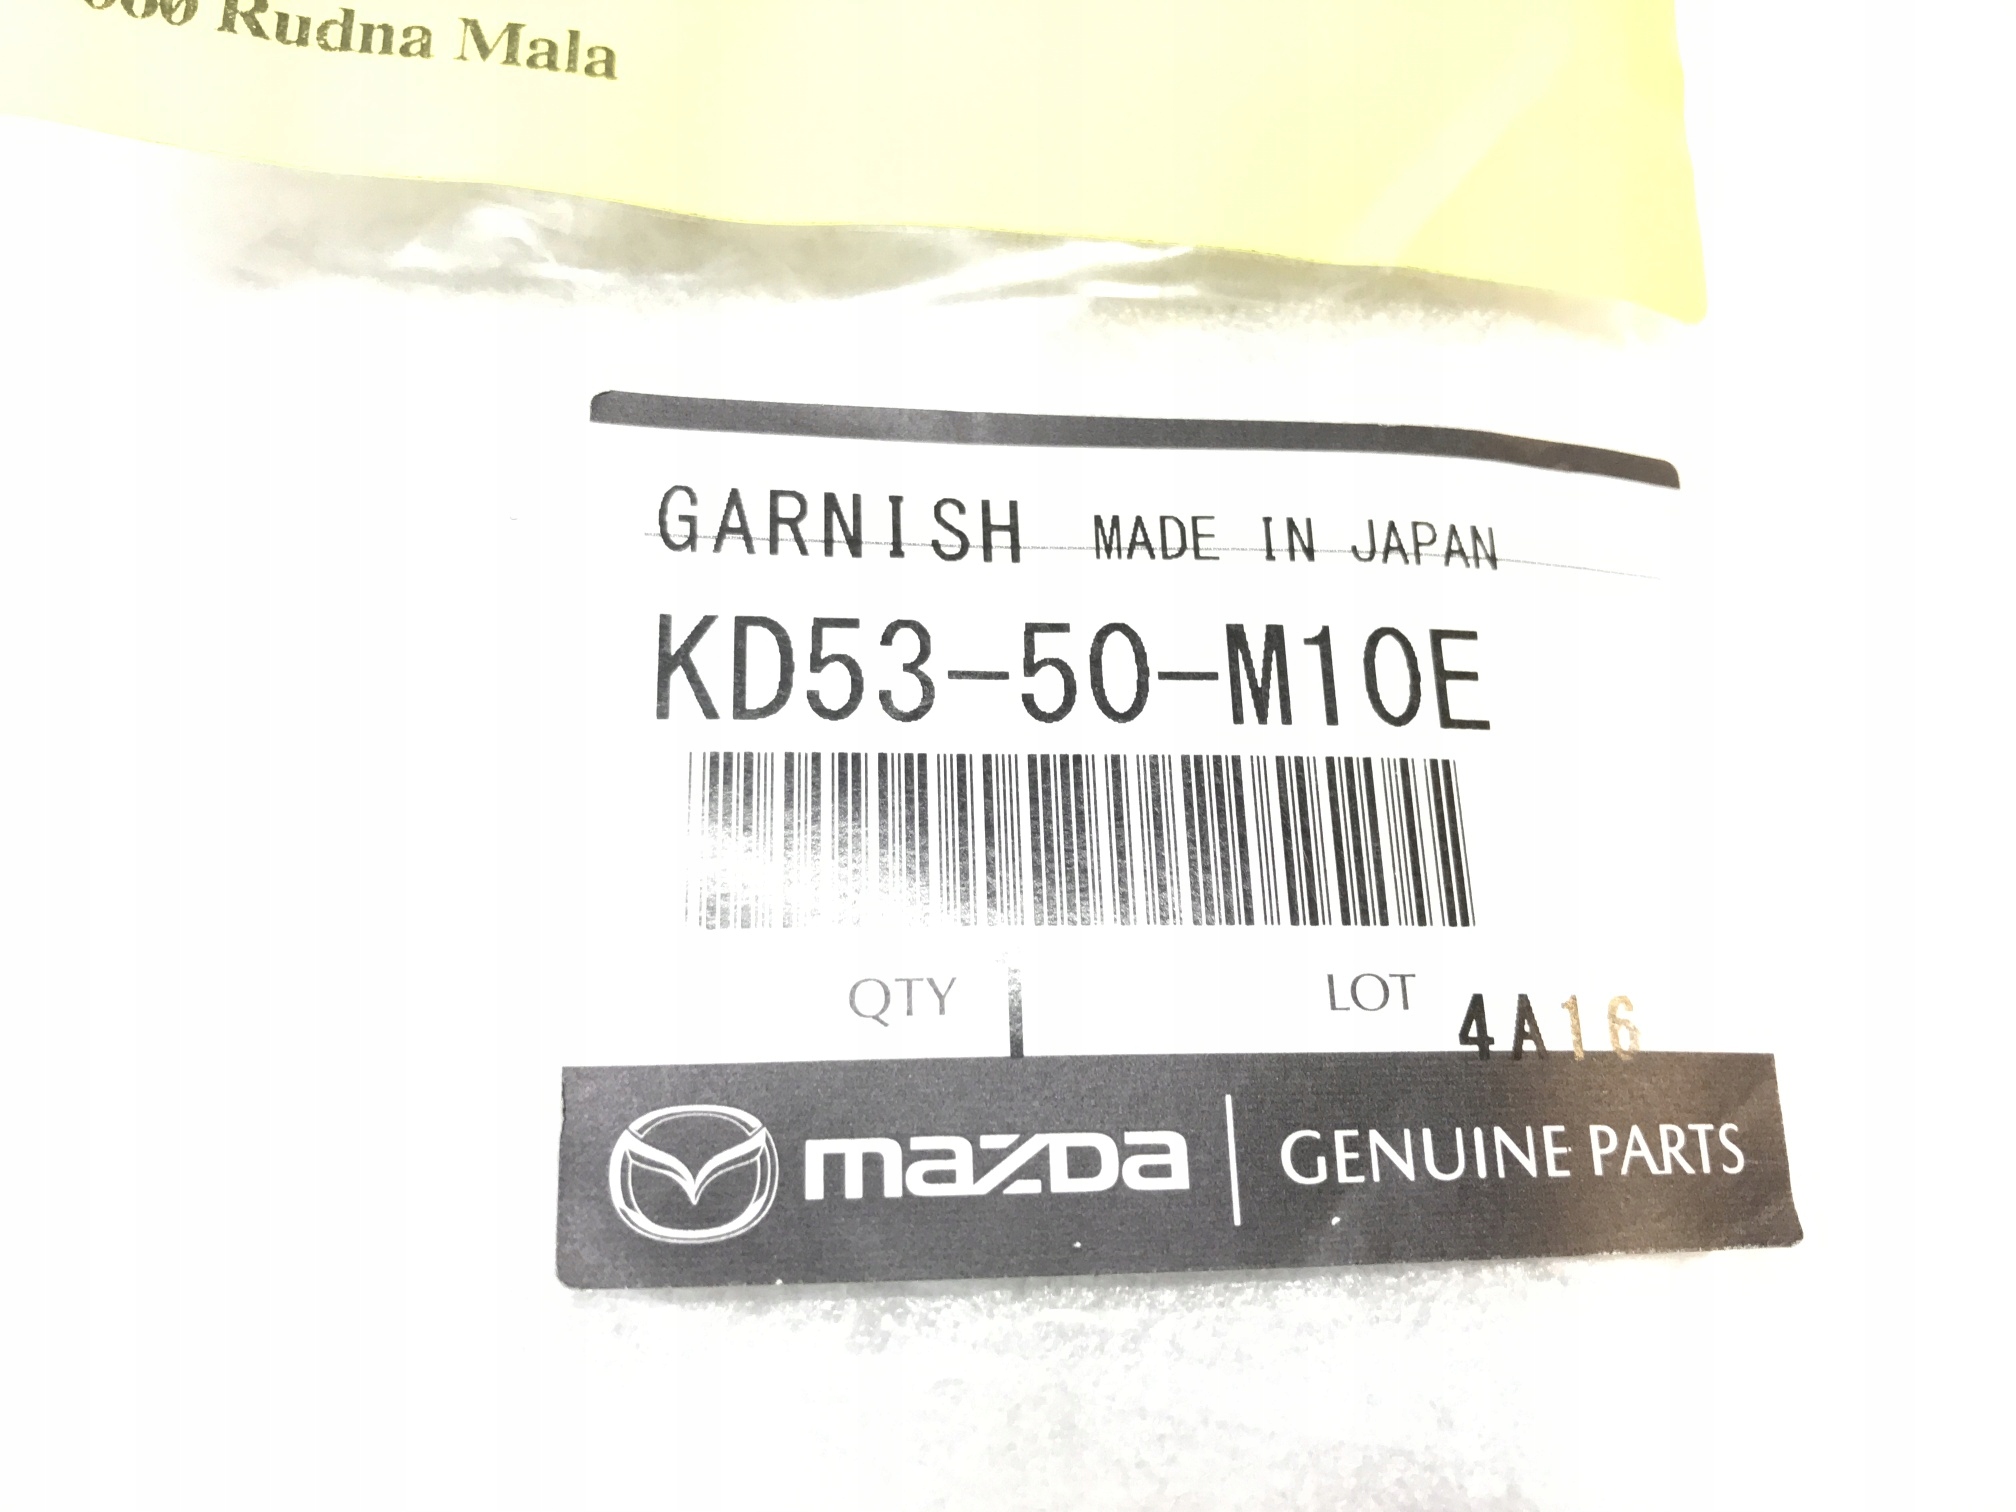 Rudna Mala
GARNISH MADE IN JAPAN
KD53-50-M10E
QTY LOT 4A16
mazda GENUINE PARTS